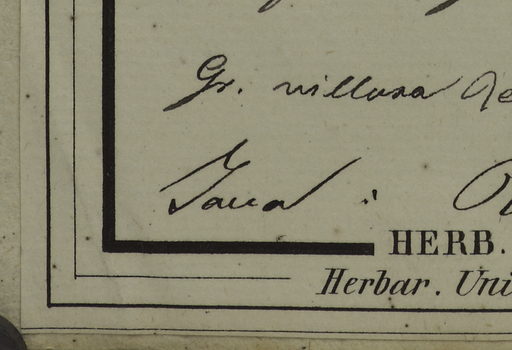 Gr. villosa
Java :
HERB.
Herbar. Uni